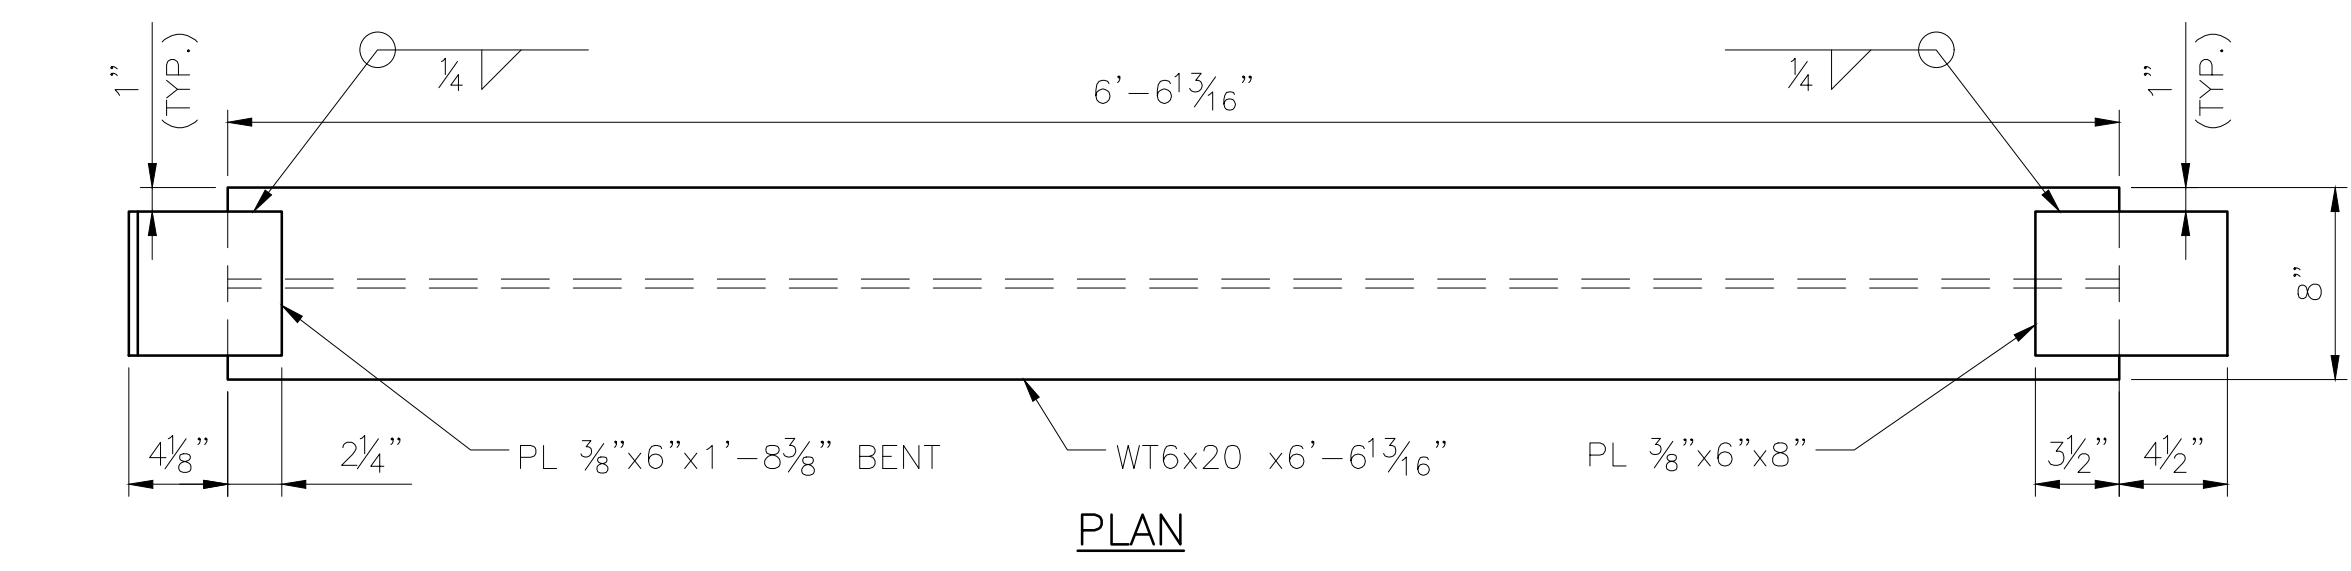 1"
(TYP.)
1/4
6'-6 13/16"
1/4
1"
(TYP.)
8"
4 1/8"
2 1/4"
PL 3/8"x6"x1'-8 3/8" BENT
WT6x20 x6'-6 13/16"
PL 3/8"x6"x8"
3 1/2"
4 1/2"
PLAN